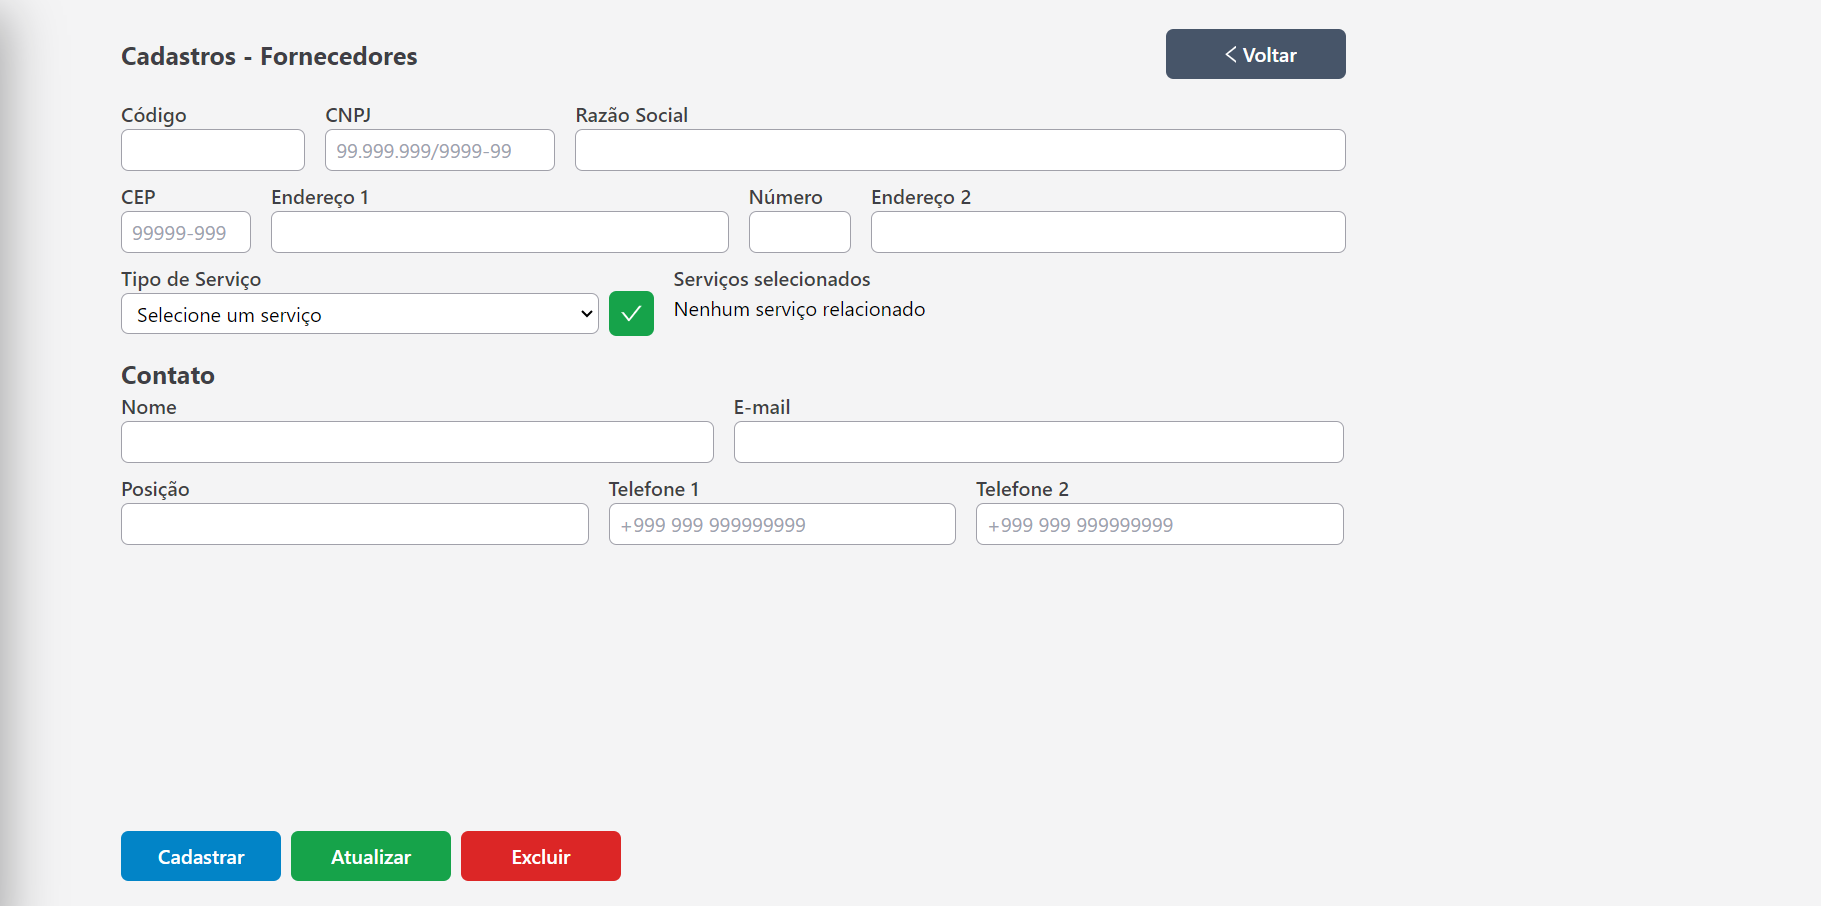 Cadastros - Fornecedores
Voltar
Código
CNPJ
Razão Social
99.999.999/9999-99
CEP
Endereço 1
Número
Endereço 2
99999-999
Tipo de Serviço
Serviços selecionados
Selecione um serviço
Nenhum serviço relacionado
Contato
Nome
E-mail
Posição
Telefone 1
Telefone 2
+999 999 999999999
+999 999 999999999
Cadastrar
Atualizar
Excluir